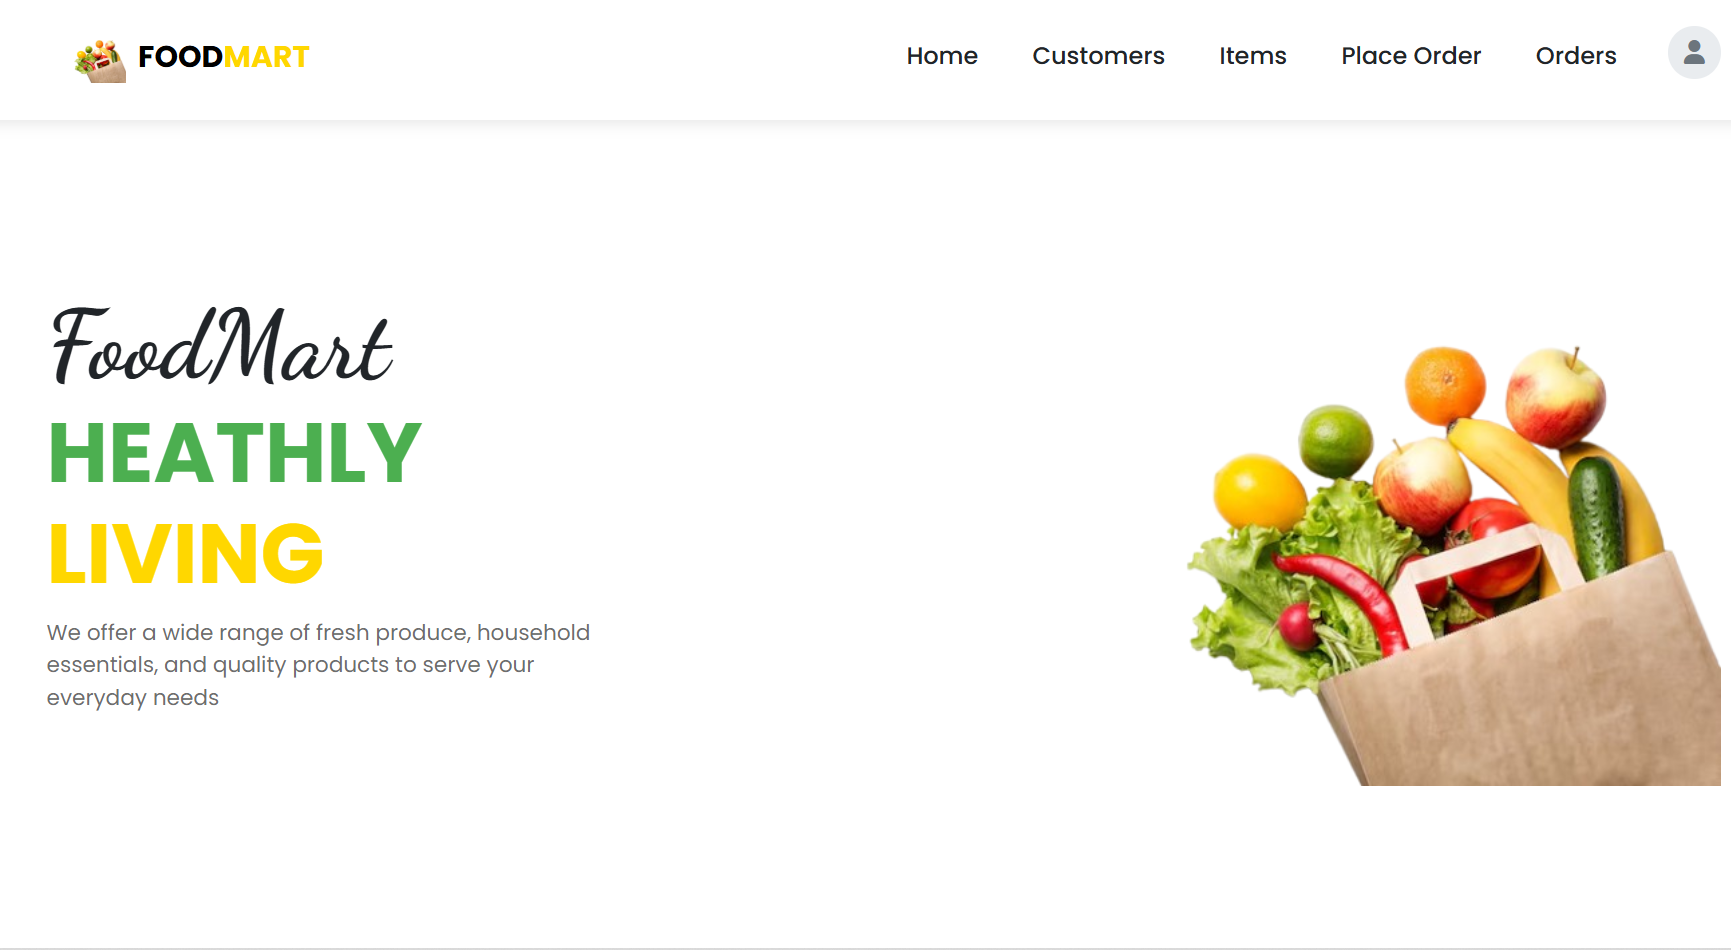 FOODMART
Home Customers Items Place Order Orders
FoodMart
HEATHLY
LIVING
We offer a wide range of fresh produce, household
essentials, and quality products to serve your
everyday needs